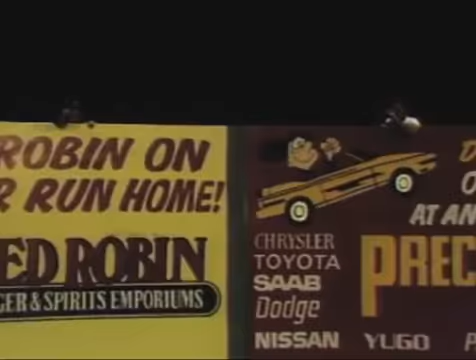 ROBIN ON
R RUN HOME!
ED ROBIN
GER & SPIRITS EMPORIUMS
D
O
AT AN
CHRYSLER
TOYOTA
SAAB
Dodge
NISSAN
PREC
YUGO